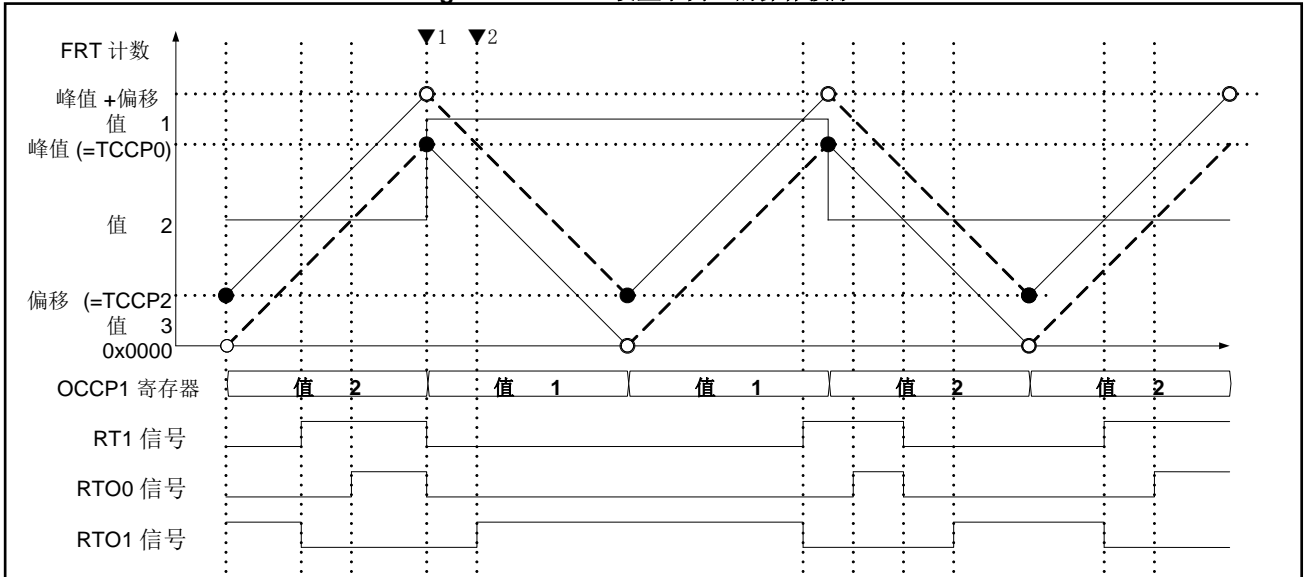 ▼1 ▼2
FRT 计数
峰值 +偏移
值 1
峰值 (=TCCP0)
值 2
偏移 (=TCCP2
值 3
0x0000
OCCP1 寄存器 值 2 值 1 值 1 值 2 值 2
RT1 信号
RTO0 信号
RTO1 信号